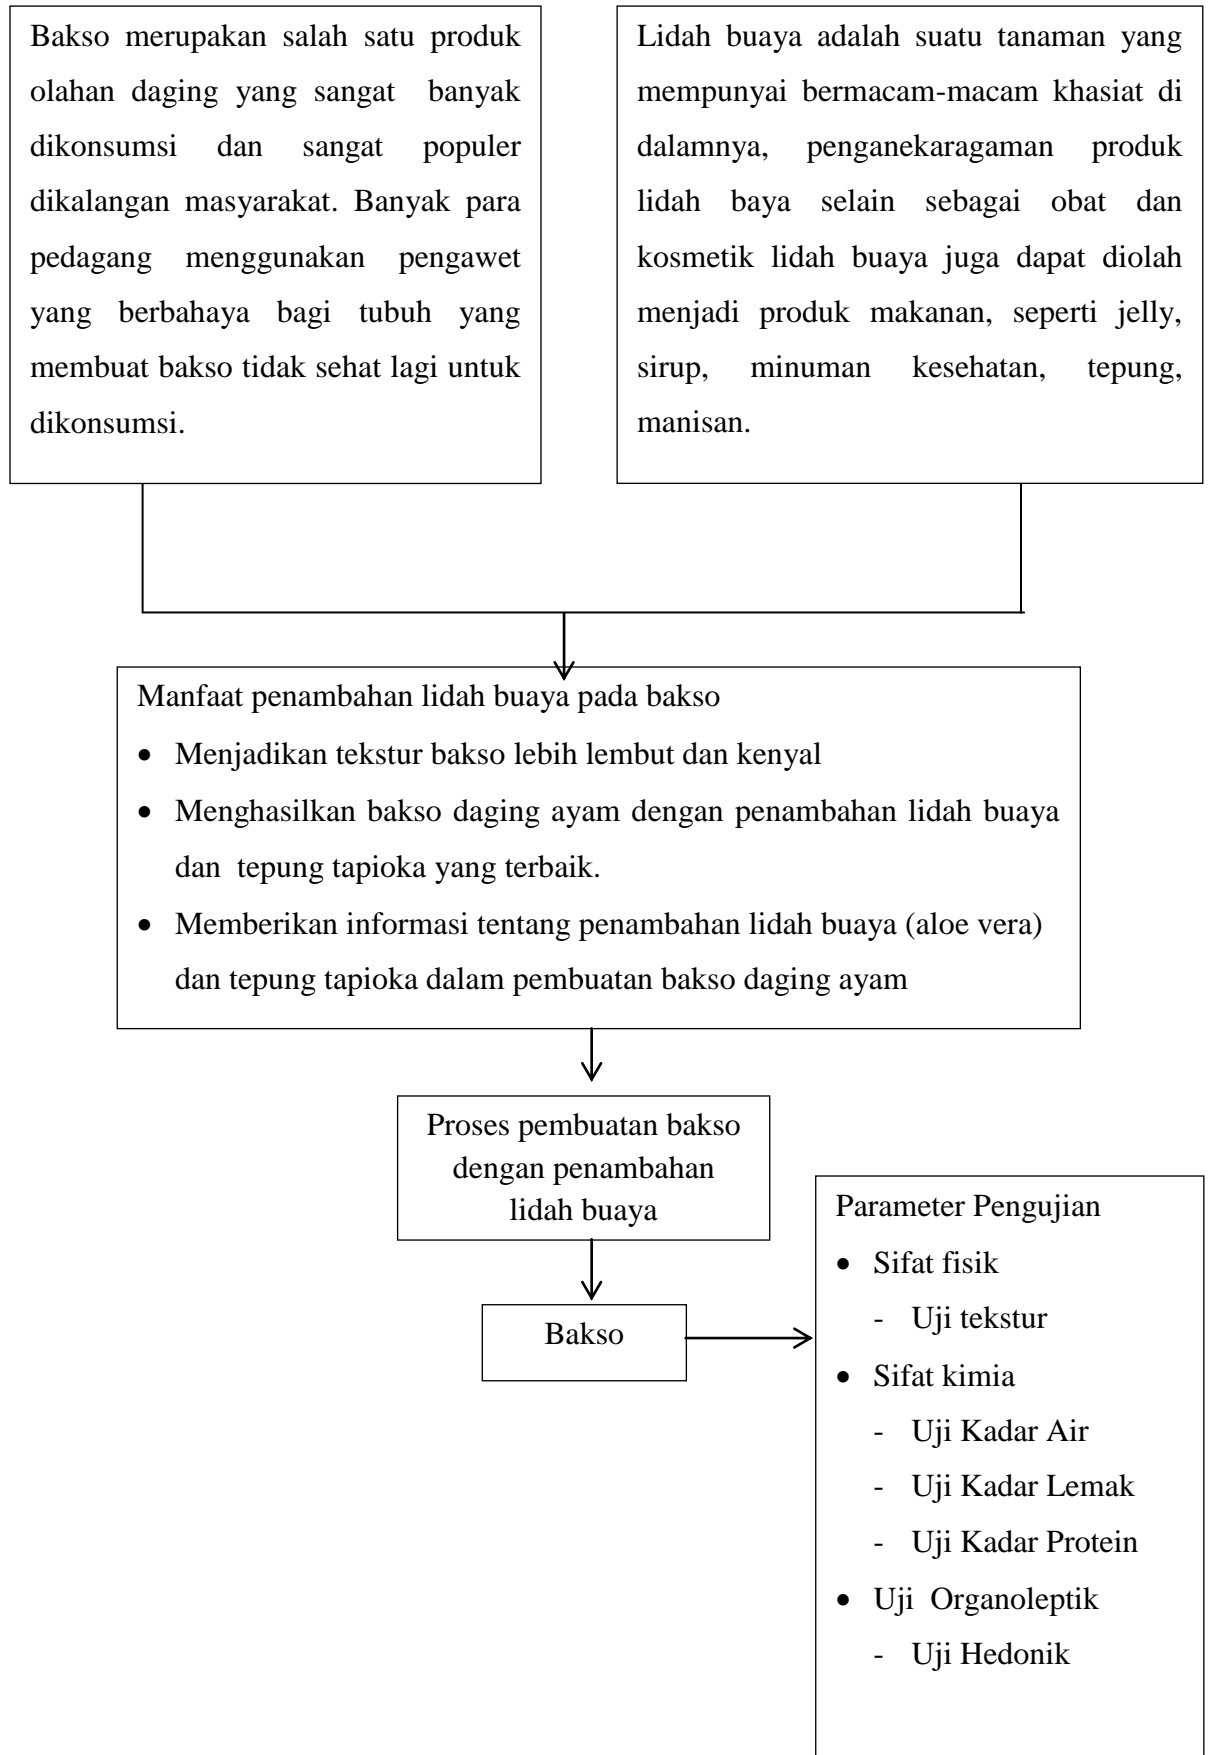 Bakso merupakan salah satu produk
olahan daging yang sangat banyak
dikonsumsi dan sangat populer
dikalangan masyarakat. Banyak para
pedagang menggunakan pengawet
yang berbahaya bagi tubuh yang
membuat bakso tidak sehat lagi untuk
dikonsumsi.
Lidah buaya adalah suatu tanaman yang
mempunyai bermacam-macam khasiat di
dalamnya, penganekaragaman produk
lidah baya selain sebagai obat dan
kosmetik lidah buaya juga dapat diolah
menjadi produk makanan, seperti jelly,
sirup, minuman kesehatan, tepung,
manisan.
Manfaat penambahan lidah buaya pada bakso
• Menjadikan tekstur bakso lebih lembut dan kenyal
• Menghasilkan bakso daging ayam dengan penambahan lidah buaya
dan tepung tapioka yang terbaik.
• Memberikan informasi tentang penambahan lidah buaya (aloe vera)
dan tepung tapioka dalam pembuatan bakso daging ayam
Proses pembuatan bakso
dengan penambahan
lidah buaya
Bakso
Parameter Pengujian
• Sifat fisik
- Uji tekstur
• Sifat kimia
- Uji Kadar Air
- Uji Kadar Lemak
- Uji Kadar Protein
• Uji Organoleptik
- Uji Hedonik